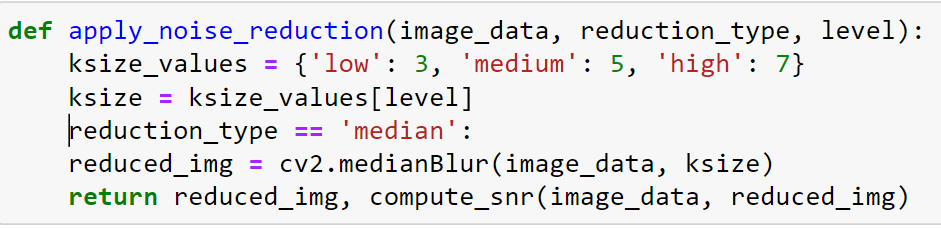 def apply_noise_reduction(image_data, reduction_type, level):
    ksize_values = {'low': 3, 'medium': 5, 'high': 7}
    ksize = ksize_values[level]
    reduction_type == 'median':
    reduced_img = cv2.medianBlur(image_data, ksize)
    return reduced_img, compute_snr(image_data, reduced_img)